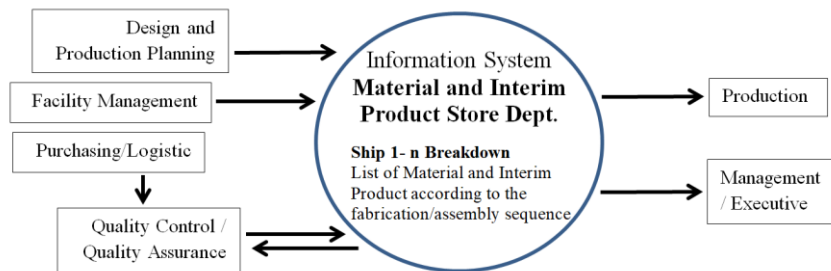 Design and
Production Planning
Facility Management
Purchasing/Logistic
Quality Control /
Quality Assurance
Information System
Material and Interim
Product Store Dept.
Ship 1- n Breakdown
List of Material and Interim
Product according to the
fabrication/assembly sequence
Production
Management
/ Executive